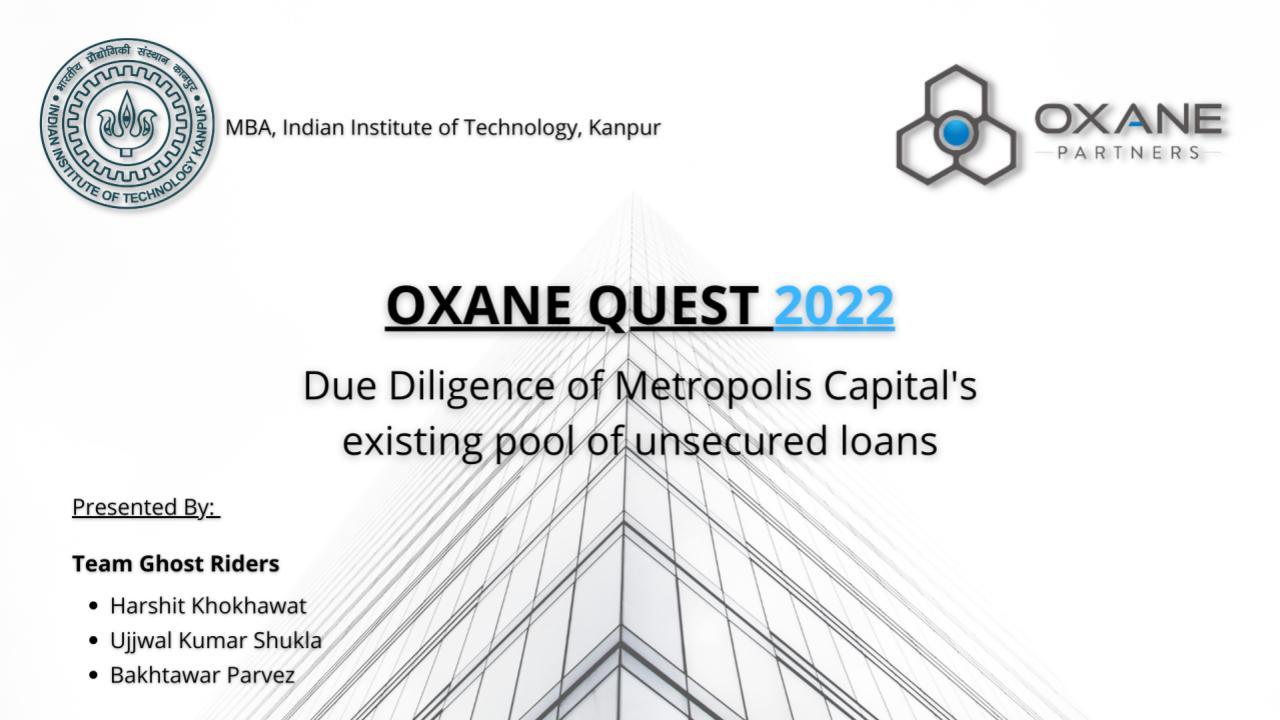 भारतीय प्रौद्योगिकी संस्थान कानपुर
INDIAN INSTITUTE OF TECHNOLOGY KANPUR
MBA, Indian Institute of Technology, Kanpur
OXANE
PARTNERS
OXANE QUEST 2022
Due Diligence of Metropolis Capital's
existing pool of unsecured loans
Presented By:
Team Ghost Riders
• Harshit Khokhawat
• Ujjwal Kumar Shukla
• Bakhtawar Parvez